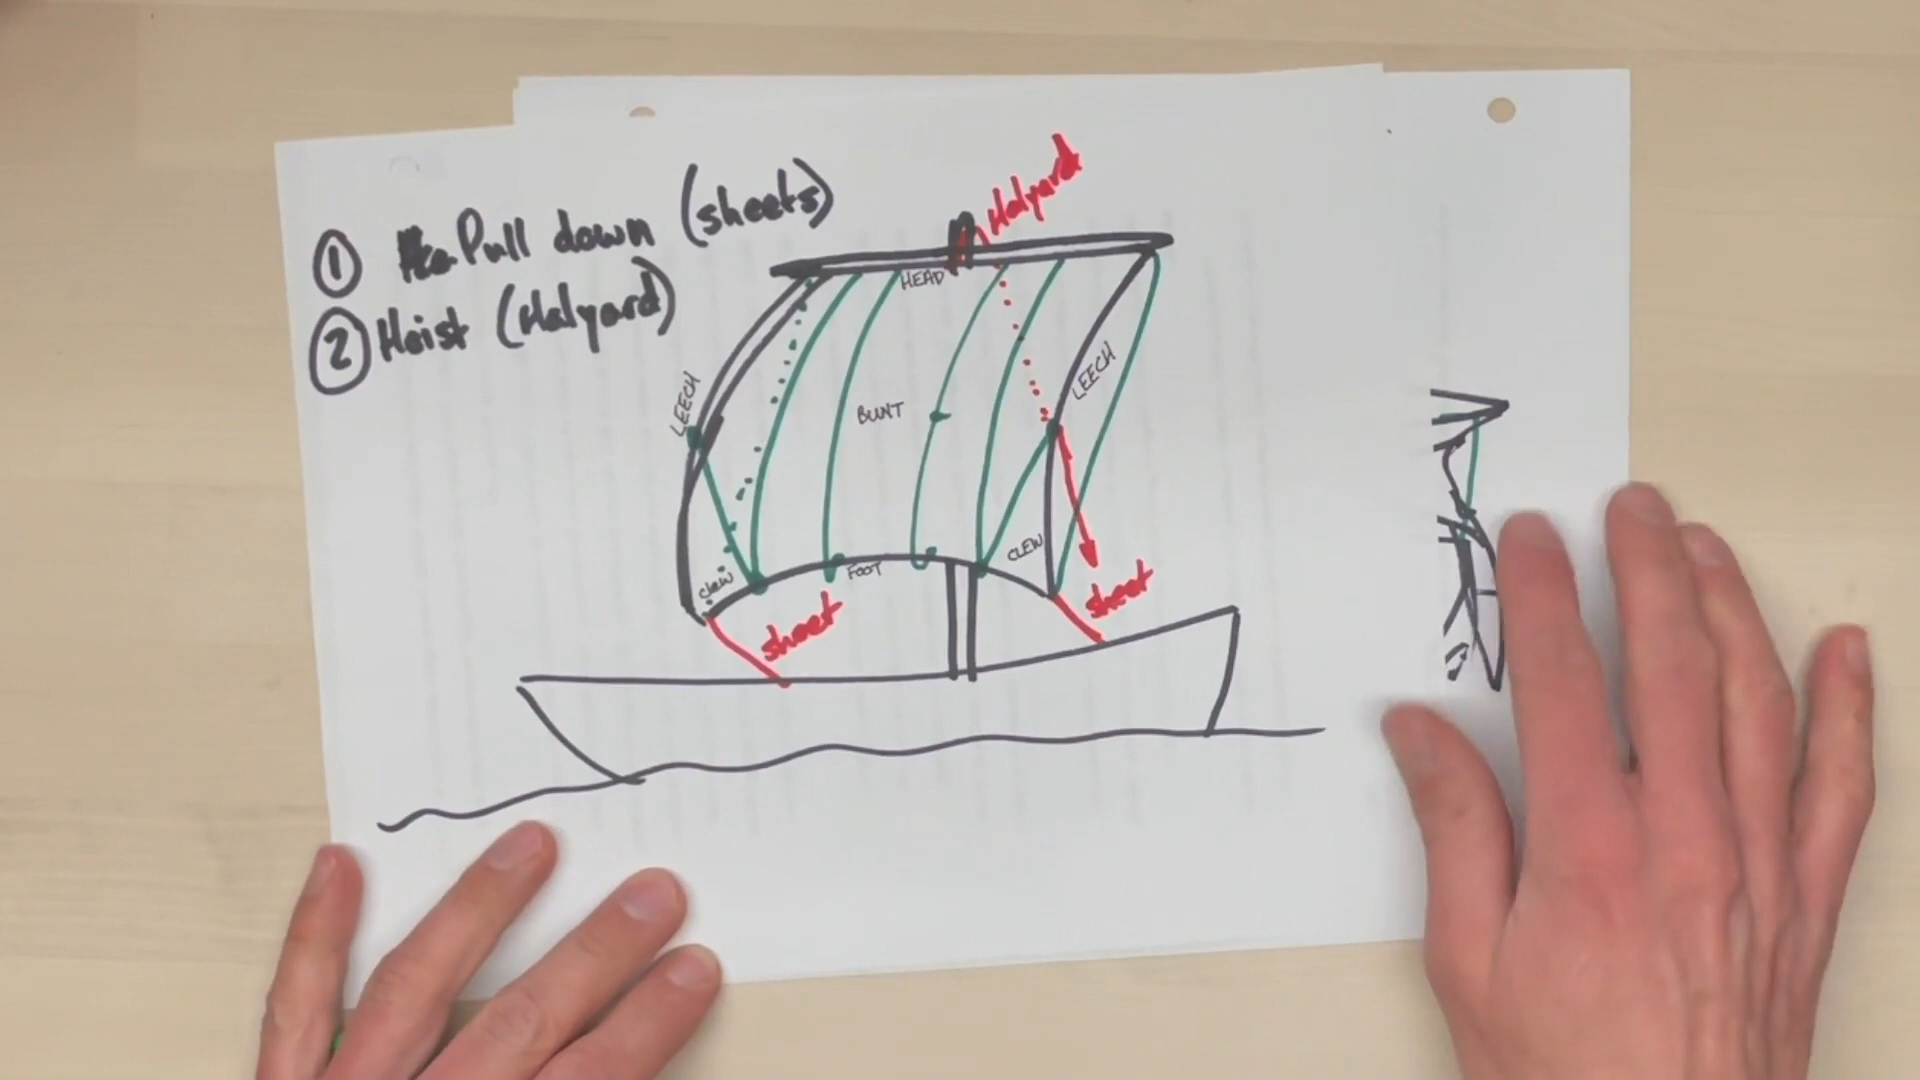 ① Pull down (sheets)
② Hoist (Halyard)
Halyard
HEAD
LEECH
LEECH
BUNT
CLEW
clew
FOOT
sheet
sheet